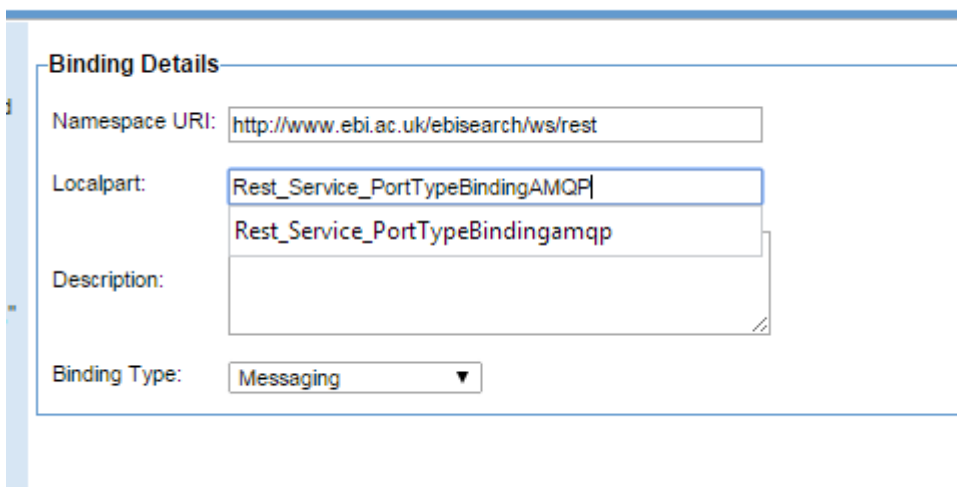 Binding Details
d
Namespace URI: http://www.ebi.ac.uk/ebisearch/ws/rest
Localpart: Rest_Service_PortTypeBindingAMQP
Rest_Service_PortTypeBindingamqp
Description:
"
Binding Type: Messaging